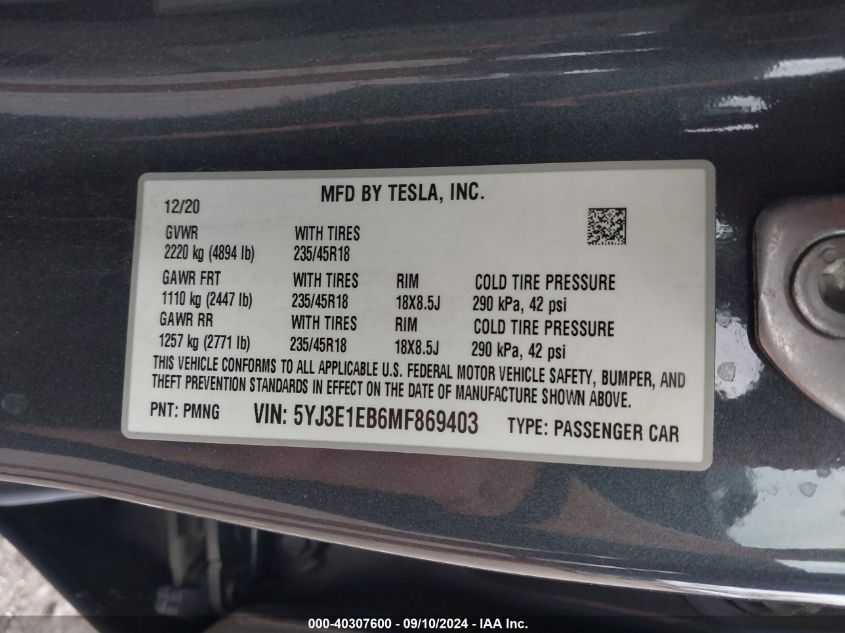 MFD BY TESLA, INC.
12/20
GVWR WITH TIRES
2220 kg (4894 lb) 235/45R18
GAWR FRT WITH TIRES RIM COLD TIRE PRESSURE
1110 kg (2447 lb) 235/45R18 18X8.5J 290 kPa, 42 psi
GAWR RR WITH TIRES RIM COLD TIRE PRESSURE
1257 kg (2771 lb) 235/45R18 18X8.5J 290 kPa, 42 psi
THIS VEHICLE CONFORMS TO ALL APPLICABLE U.S. FEDERAL MOTOR VEHICLE SAFETY, BUMPER, AND
THEFT PREVENTION STANDARDS IN EFFECT ON THE DATE OF MANUFACTURE SHOWN ABOVE.
PNT: PMNG VIN: 5YJ3E1EB6MF869403 TYPE: PASSENGER CAR
000-40307600 - 09/10/2024 - IAA Inc.